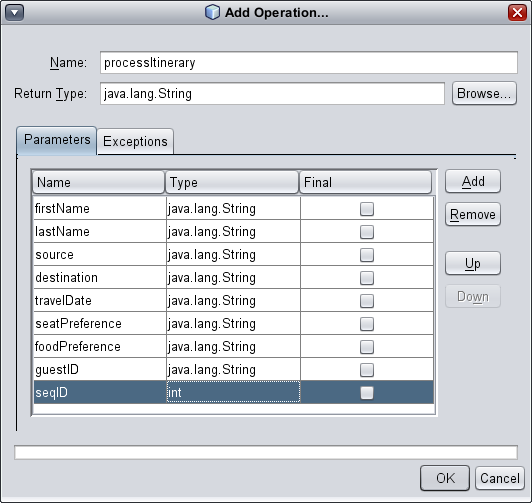 Add Operation...
Name: processItinerary
Return Type: java.lang.String Browse...
Parameters Exceptions
Name Type Final Add
firstName java.lang.String
lastName java.lang.String Remove
source java.lang.String
destination java.lang.String Up
travelDate java.lang.String Down
seatPreference java.lang.String
foodPreference java.lang.String
guestID java.lang.String
seqID int
OK Cancel